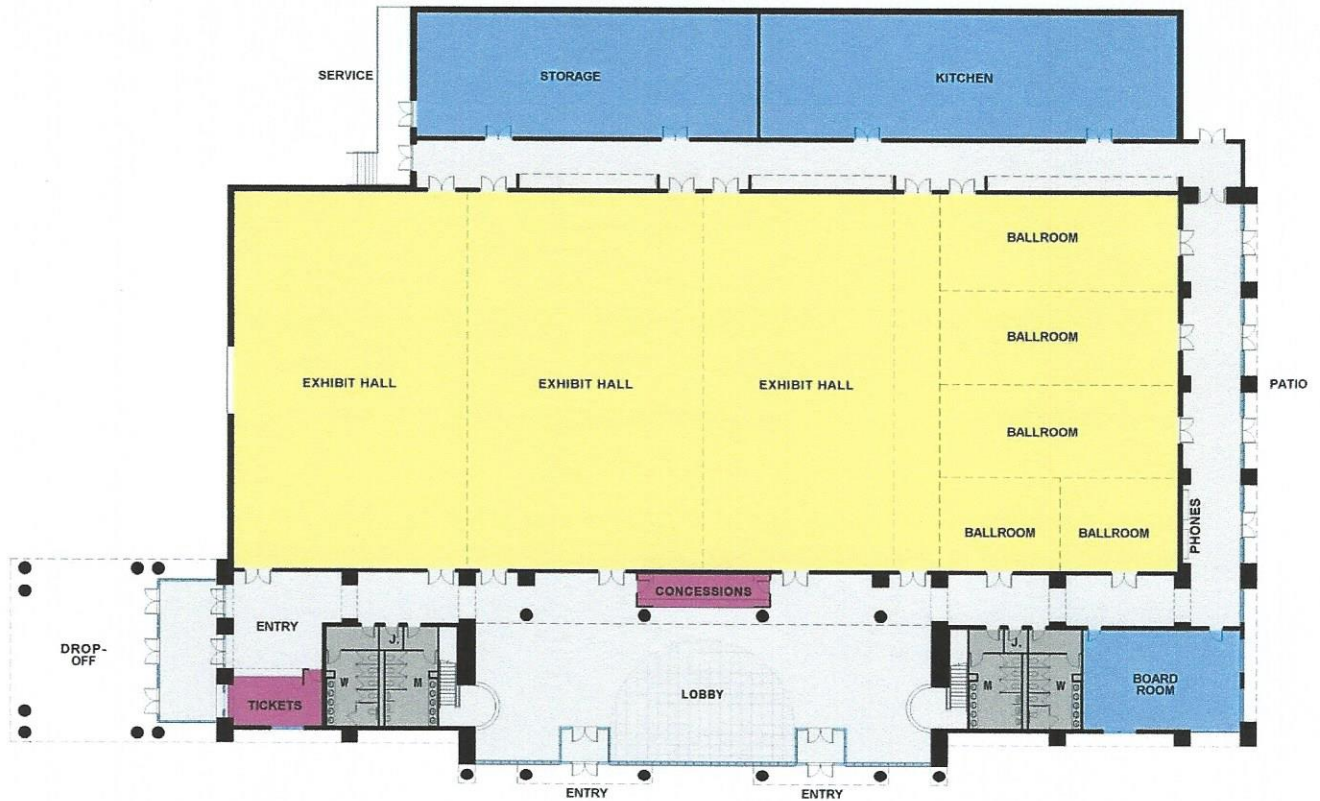 SERVICE
STORAGE
KITCHEN
BALLROOM
BALLROOM
EXHIBIT HALL
EXHIBIT HALL
EXHIBIT HALL
PATIO
BALLROOM
BALLROOM
BALLROOM
PHONES
CONCESSIONS
ENTRY
J.
J.
DROP-
OFF
W
M
LOBBY
M
W
BOARD
ROOM
TICKETS
ENTRY
ENTRY